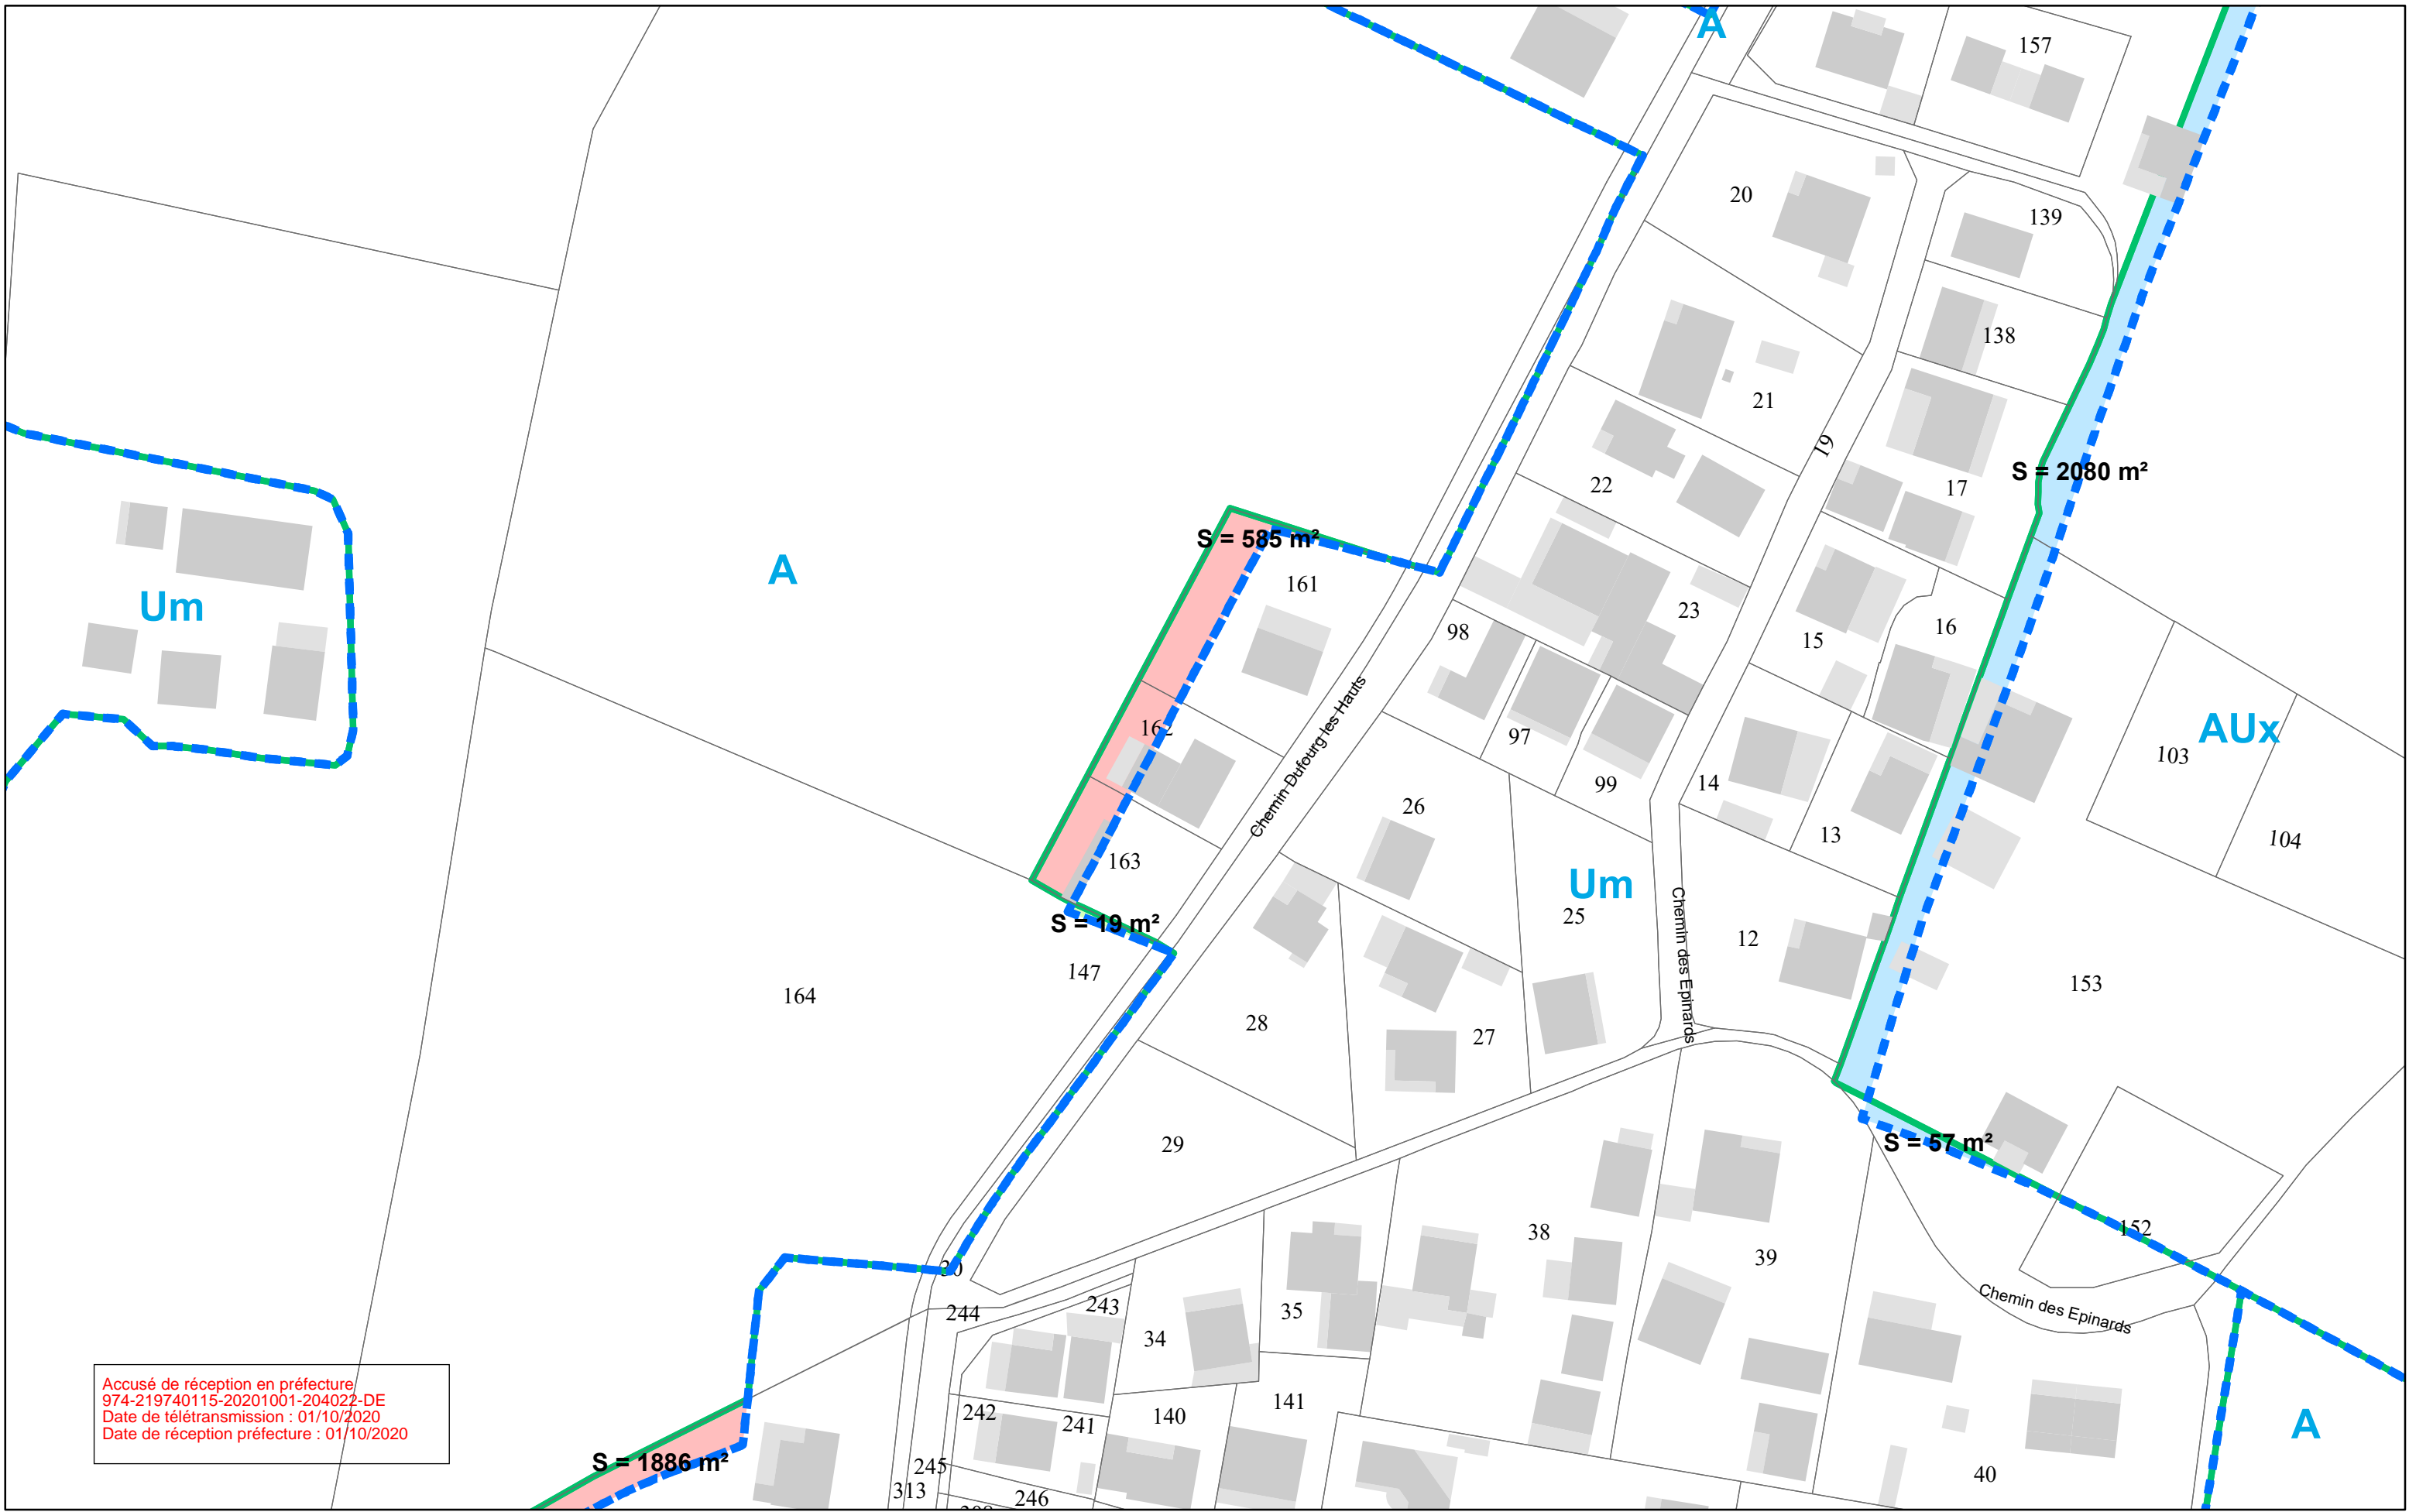 A
157
20
139
138
21
19
22
17
S = 2080 m²
S = 585 m²
A
161
Um
98
23
15
16
162
Chemin Dufourg les Hauts
97
99
14
AUx
103
104
26
13
163
Um
25
S = 19 m²
12
Chemin des Epinards
147
153
164
28
27
29
S = 57 m²
38
39
152
30
244
243
34
35
Chemin des Epinards
242
241
140
141
A
245
313
246
40
S = 1886 m²
Accusé de réception en préfecture
974-219740115-20201001-204022-DE
Date de télétransmission : 01/10/2020
Date de réception préfecture : 01/10/2020